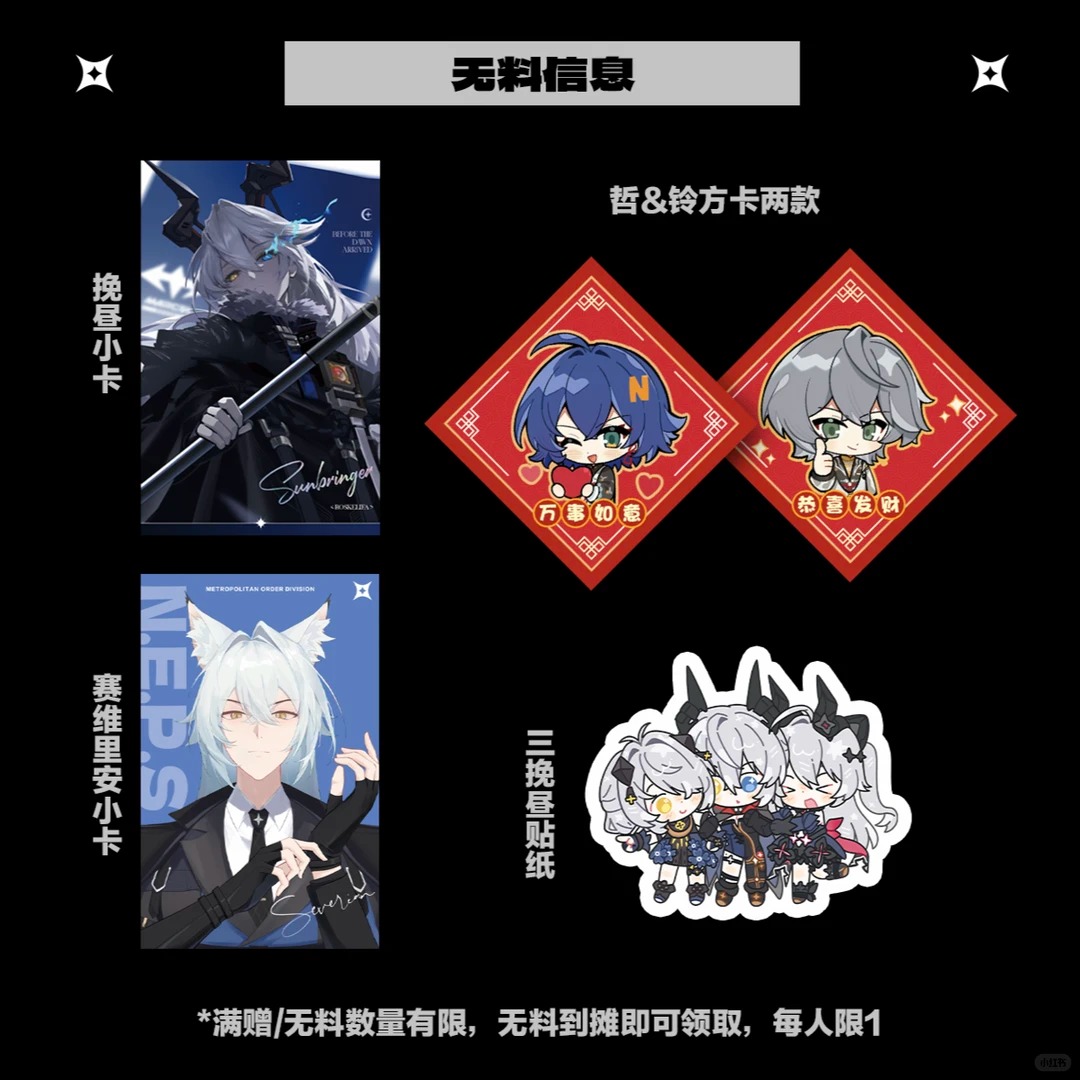 无料信息
挽昼小卡
BEFORE THE
DAWN
ARRIVED
Sunbringer
哲&铃方卡两款
N
万事如意
恭喜发财
赛维里安小卡
METROPOLITAN ORDER DIVISION
N.E.P.S
Severian
三挽昼贴纸
*满赠/无料数量有限，无料到摊即可领取，每人限1
小红书